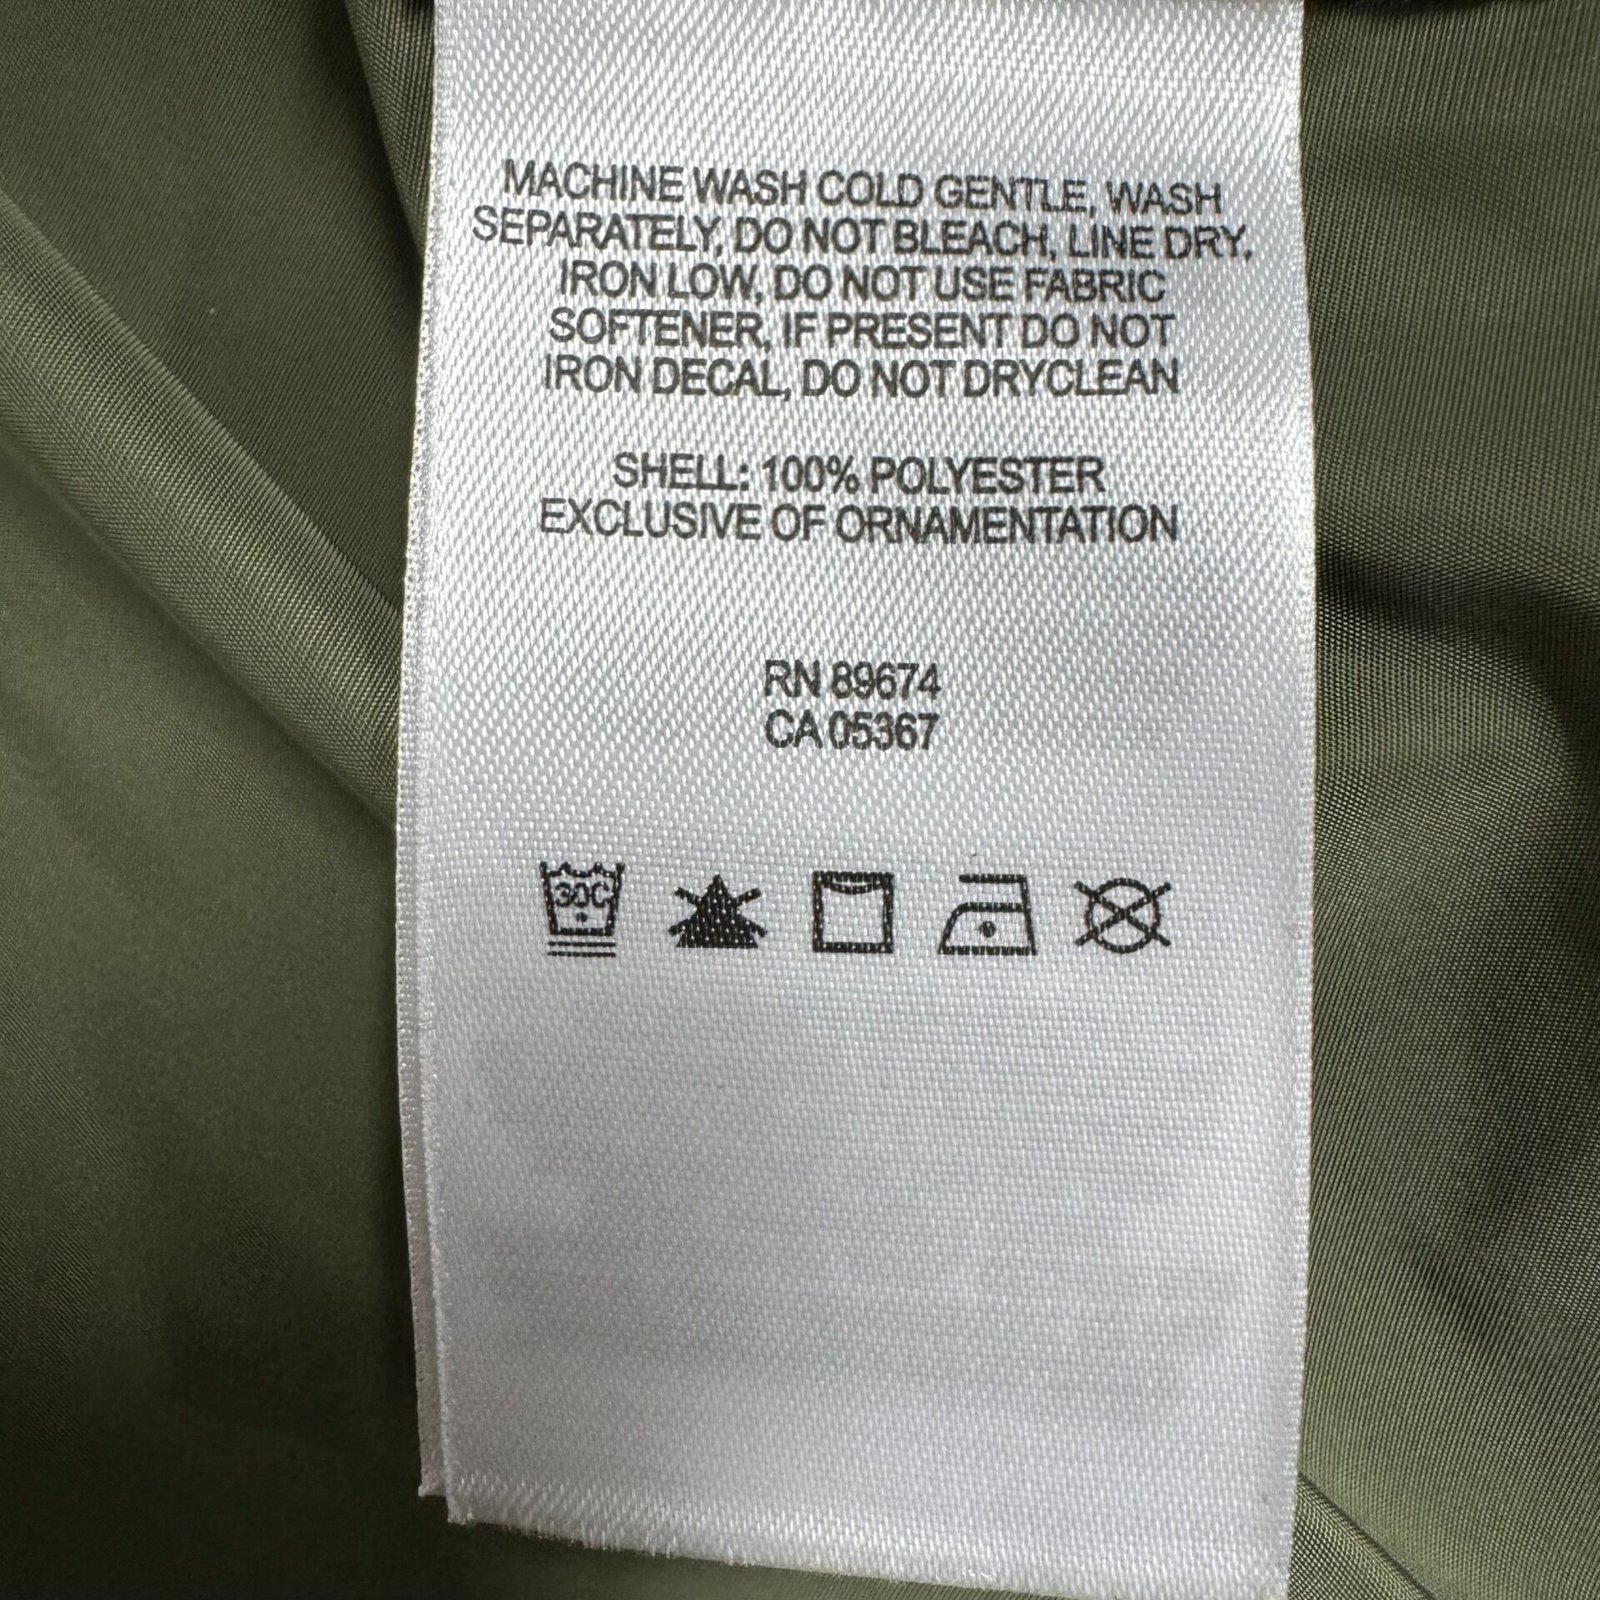 MACHINE WASH COLD GENTLE, WASH
SEPARATELY, DO NOT BLEACH, LINE DRY,
IRON LOW, DO NOT USE FABRIC
SOFTENER, IF PRESENT DO NOT
IRON DECAL, DO NOT DRYCLEAN
SHELL: 100% POLYESTER
EXCLUSIVE OF ORNAMENTATION
RN 89674
CA 05367
30C